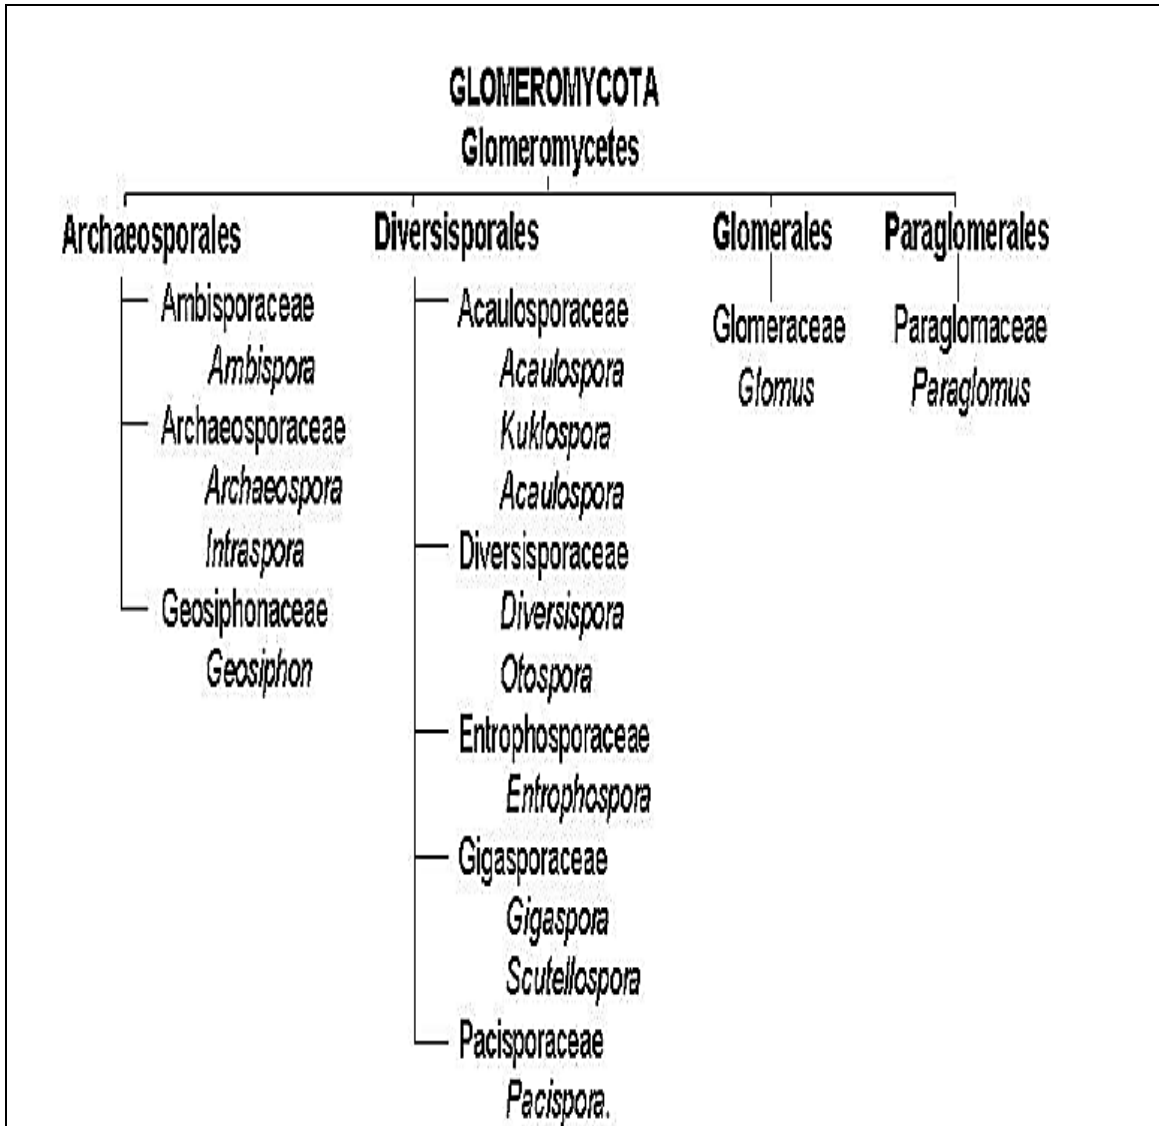 GLOMEROMYCOTA
Glomeromycetes
Archaeosporales
Ambisporaceae
Ambispora
Archaeosporaceae
Archaeospora
Intraspora
Geosiphonaceae
Geosiphon
Diversisporales
Acaulosporaceae
Acaulospora
Kuklospora
Acaulospora
Diversisporaceae
Diversispora
Otospora
Entrophosporaceae
Entrophospora
Gigasporaceae
Gigaspora
Scutellospora
Pacisporaceae
Pacispora.
Glomerales
Glomeraceae
Glomus
Paraglomerales
Paraglomaceae
Paraglomus